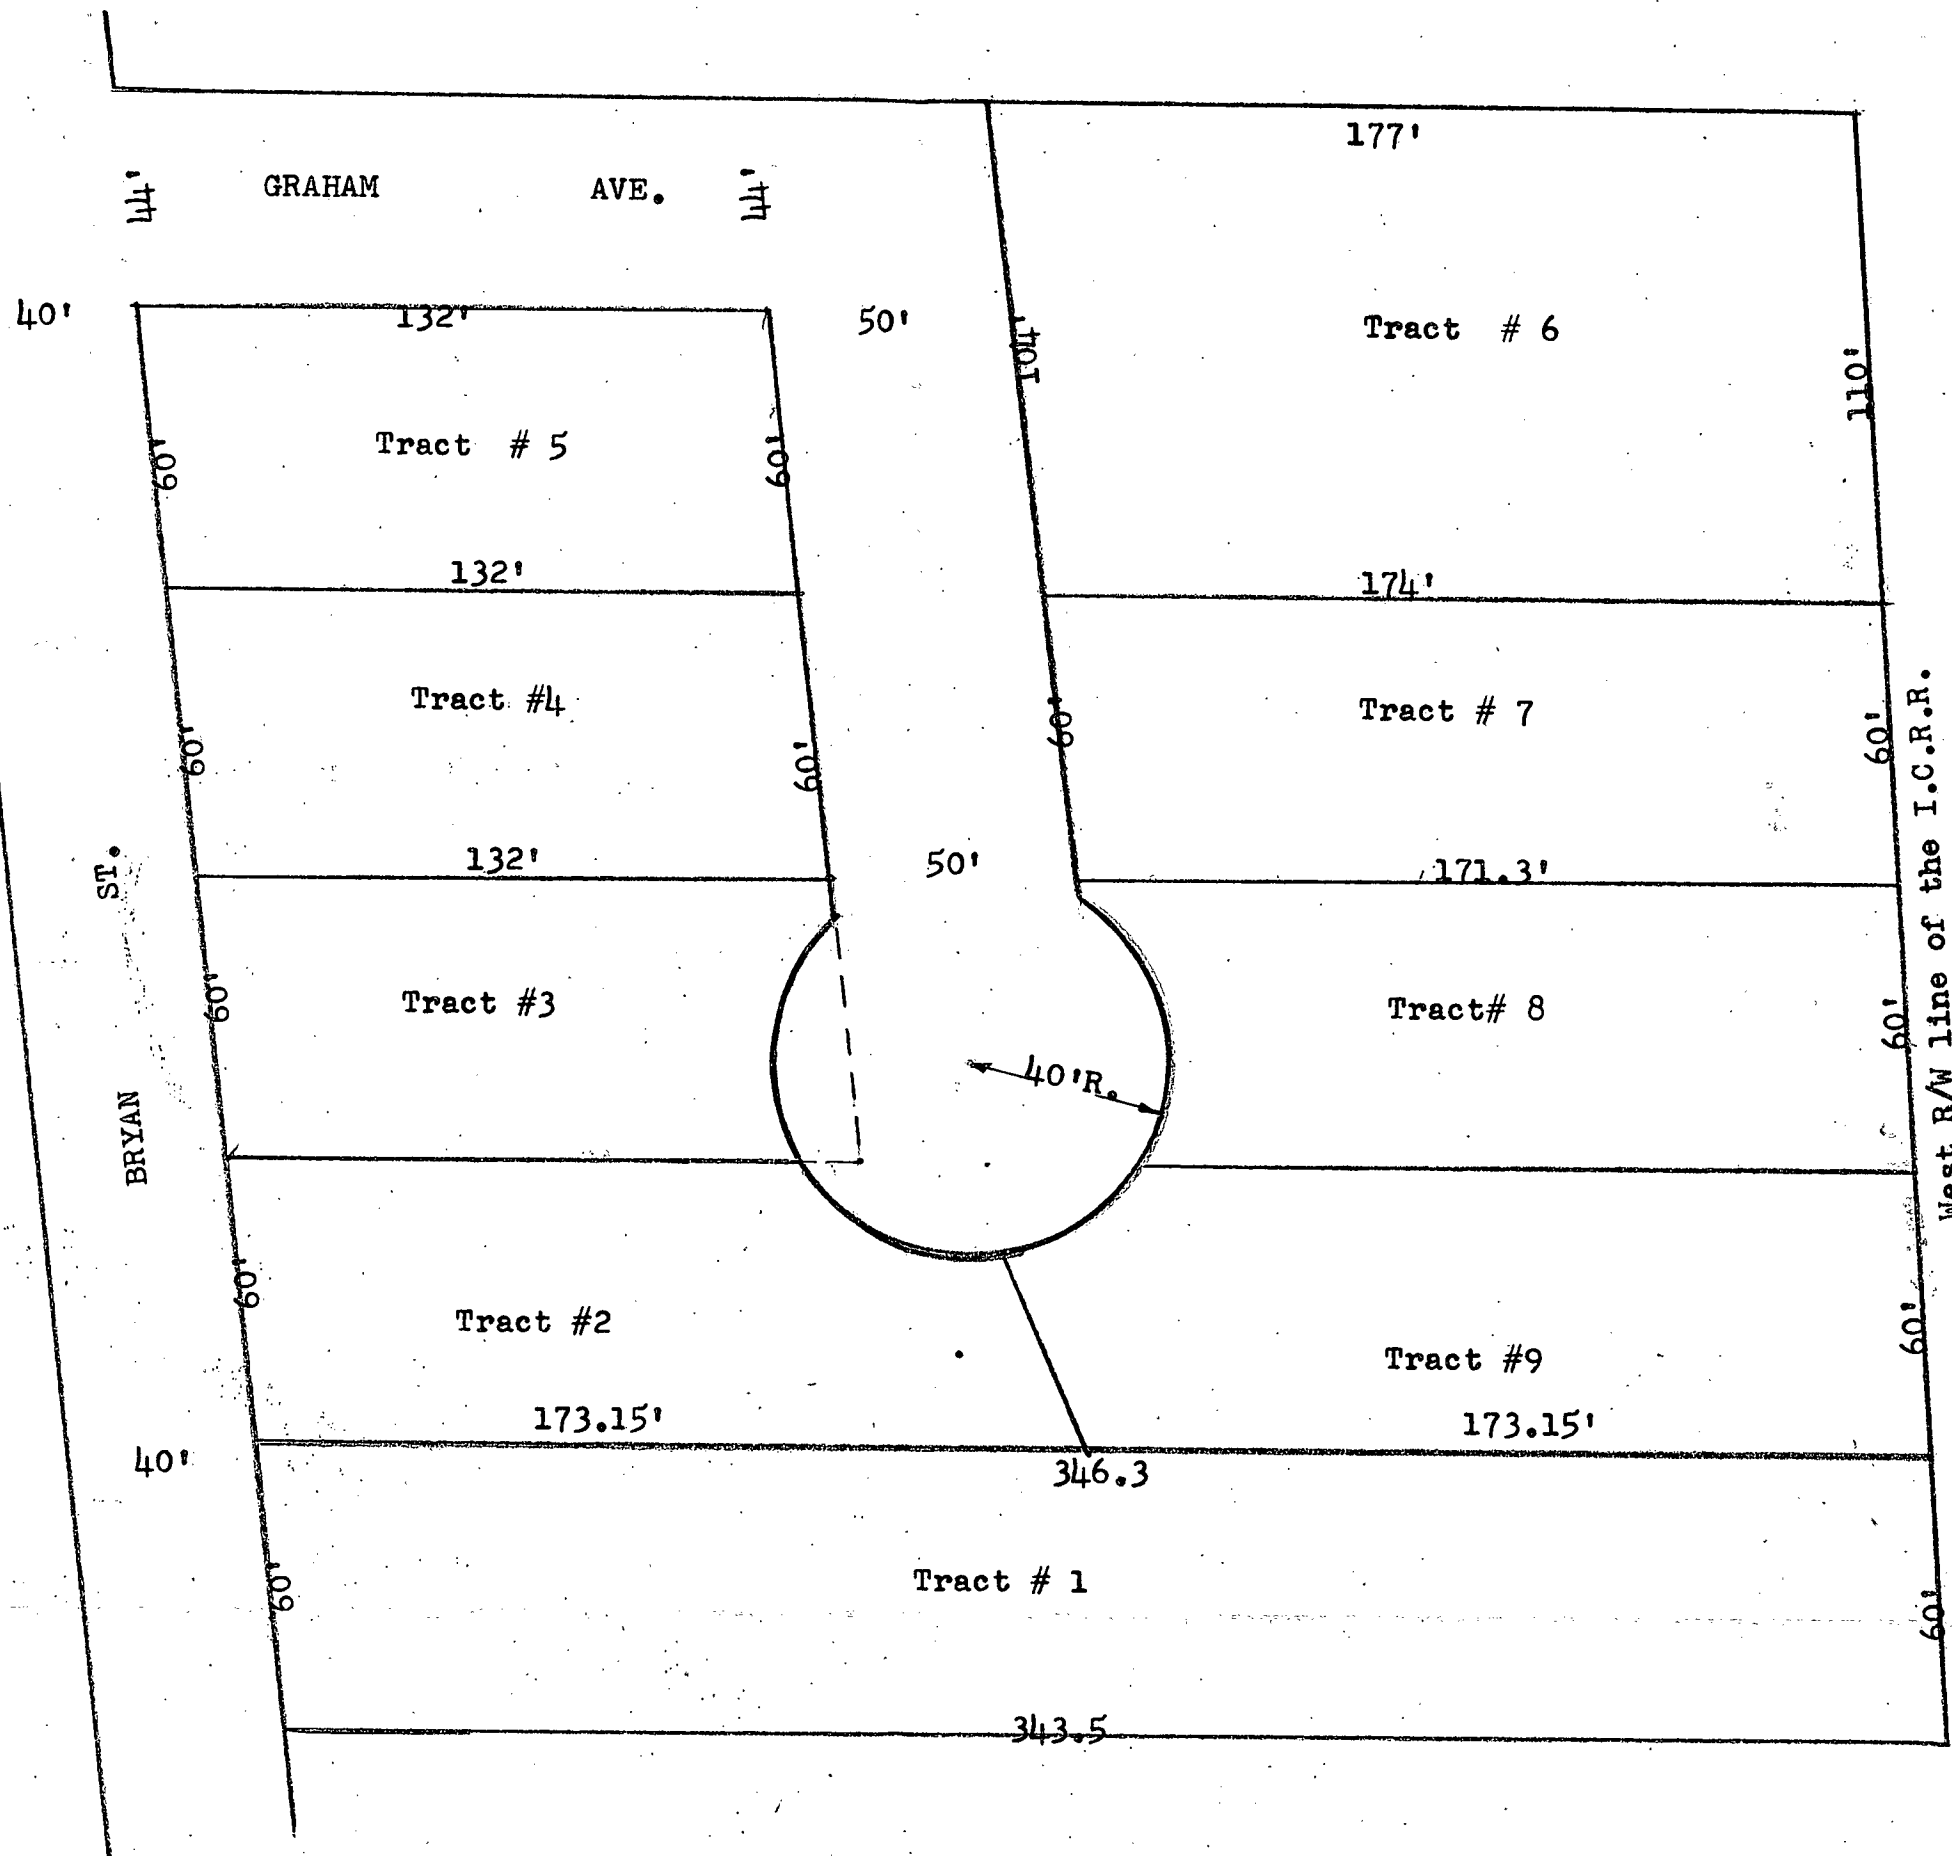 177'
44'
GRAHAM AVE.
44'
40'
132'
50'
104'
Tract # 6
110'
60'
Tract # 5
60'
132'
174'
Tract #4
60'
60'
60'
Tract # 7
60'
132'
50'
171.3'
BRYAN ST.
60'
Tract #3
40'R.
Tract# 8
60'
West R/W line of the I.C.R.R.
60'
Tract #2
Tract #9
60'
173.15'
173.15'
40'
346.3
60'
Tract # 1
60'
343.5